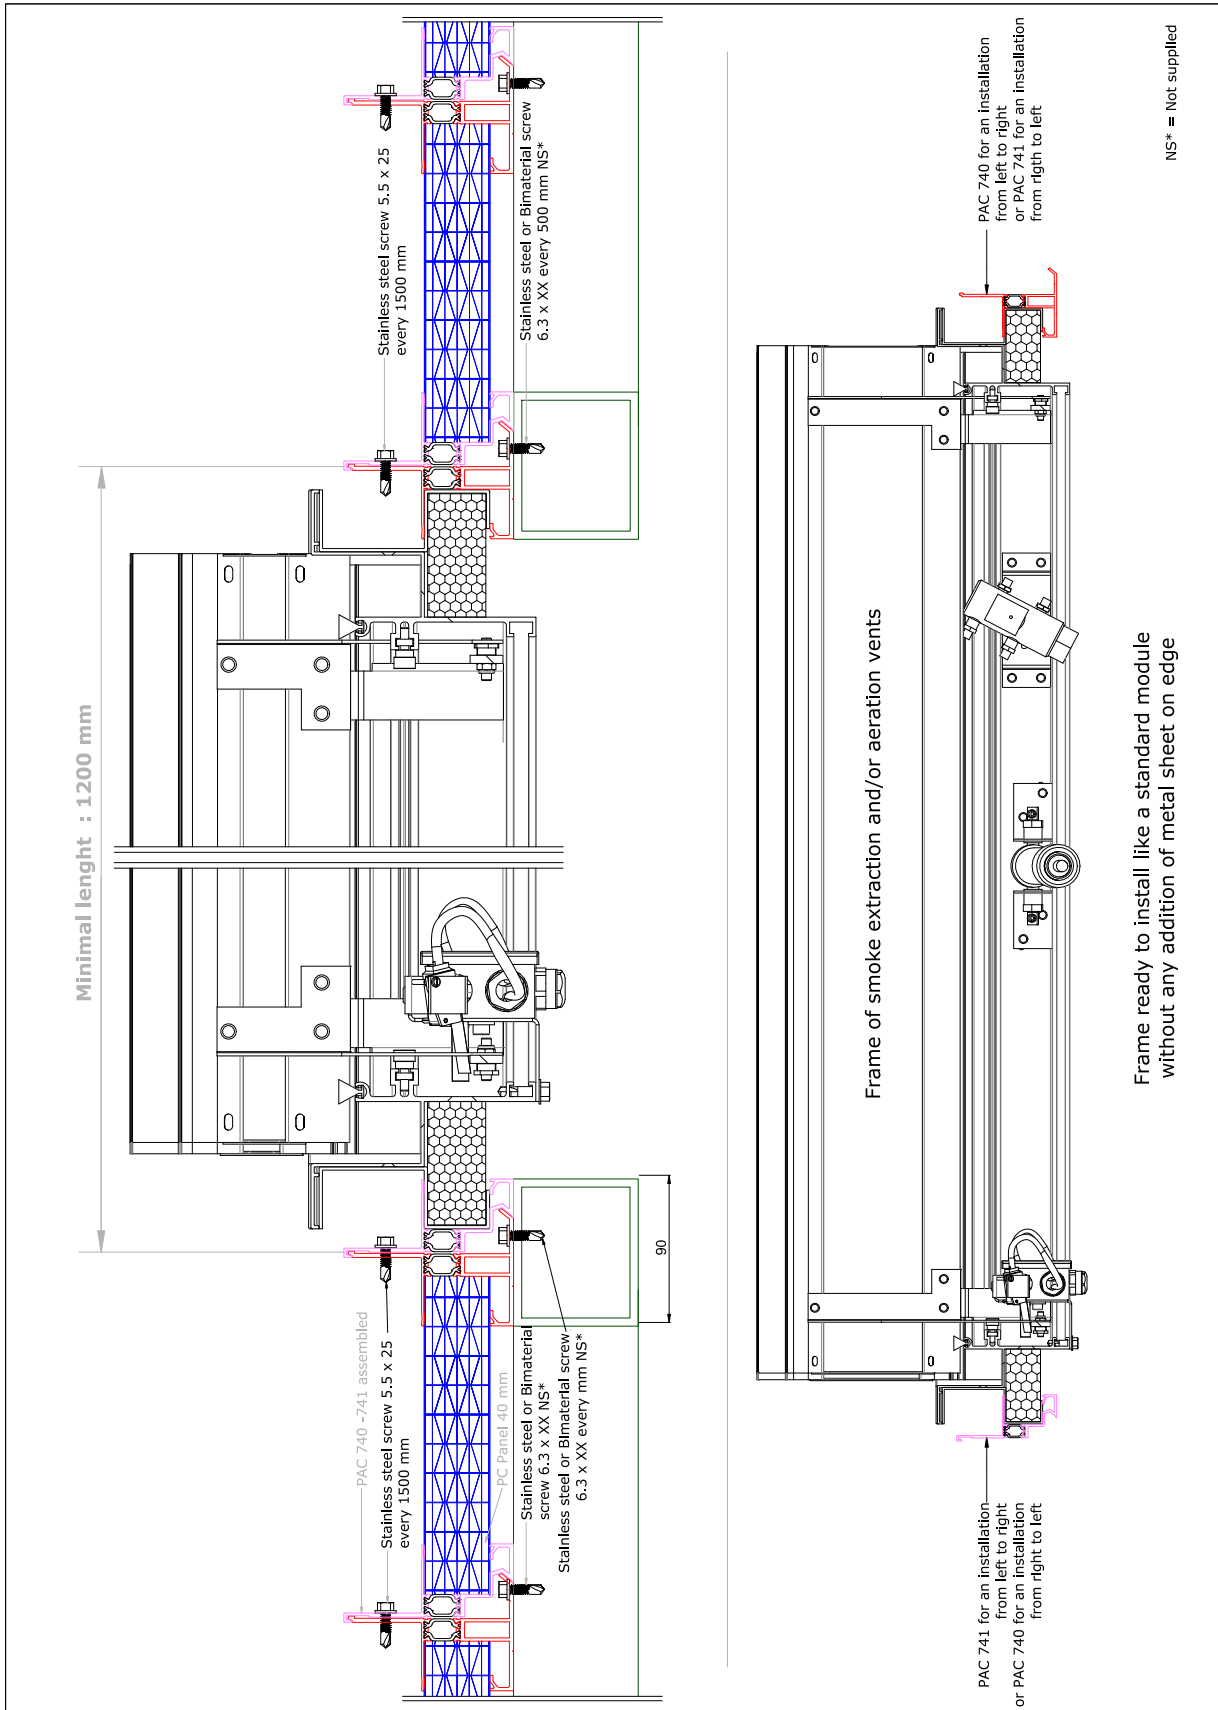 Minimal lenght : 1200 mm
PAC 740 -741 assembled
Stainless steel screw 5.5 x 25
every 1500 mm
Stainless steel screw 5.5 x 25
every 1500 mm
PC Panel 40 mm
Stainless steel or Bimaterial
screw 6.3 x XX NS*
Stainless steel or Bimaterial screw
6.3 x XX every mm NS*
90
Stainless steel or Bimaterial screw
6.3 x XX every 500 mm NS*
Frame of smoke extraction and/or aeration vents
PAC 741 for an installation
from left to right
or PAC 740 for an installation
from right to left
PAC 740 for an installation
from left to right
or PAC 741 for an installation
from rigth to left
Frame ready to install like a standard module
without any addition of metal sheet on edge
NS* = Not supplied